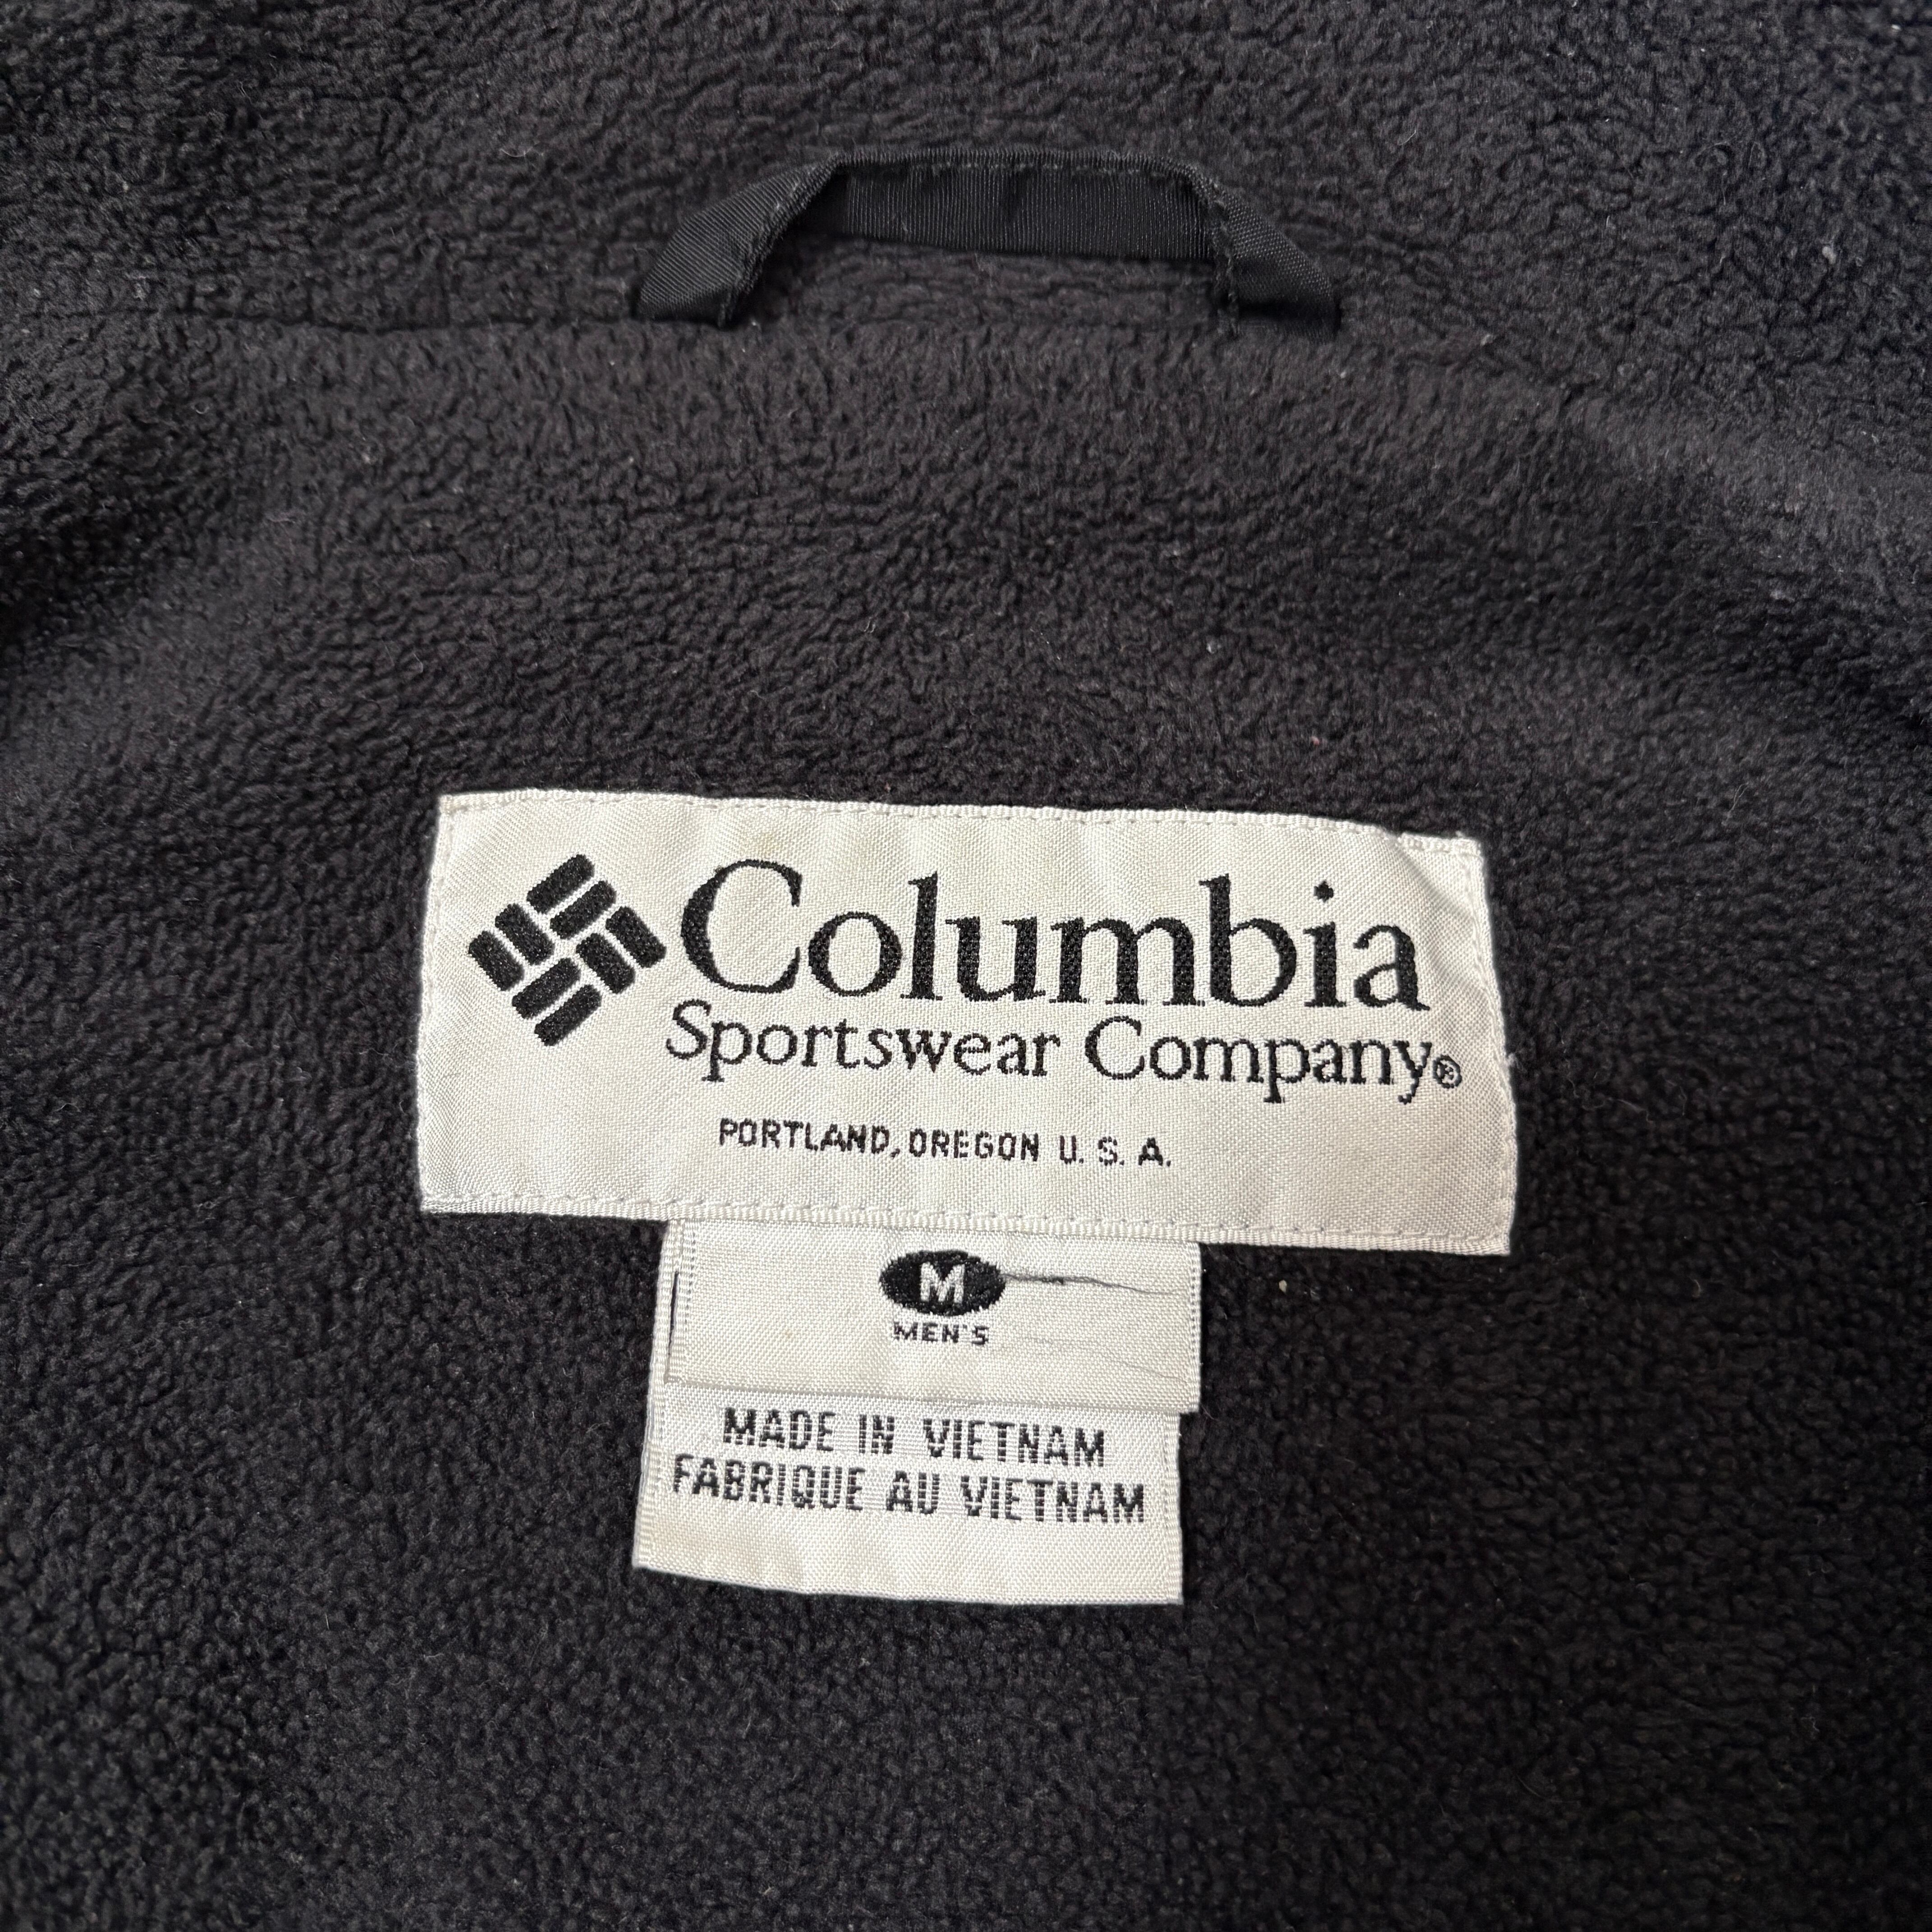 Columbia
Sportswear Company®
PORTLAND, OREGON U. S. A.
M
MEN'S
MADE IN VIETNAM
FABRIQUE AU VIETNAM